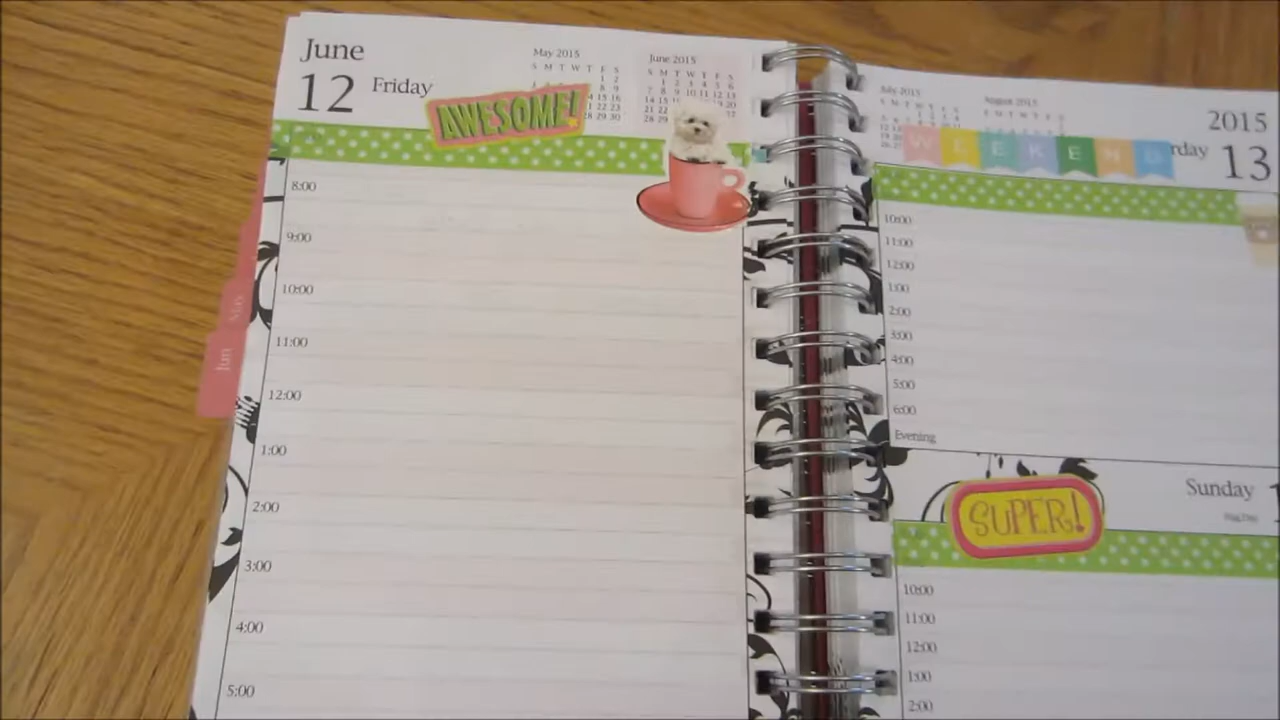 June
12 Friday
AWESOME!
May 2015
S M T W T F S
June 2015
S M T W T F S
8:00
9:00
10:00
11:00
12:00
1:00
2:00
3:00
4:00
5:00
Jun
July 2015
August 2015
2015
WEEKEND
13
10:00
11:00
12:00
1:00
2:00
3:00
4:00
5:00
6:00
Evening
Sunday
SUPER!
10:00
11:00
12:00
1:00
2:00